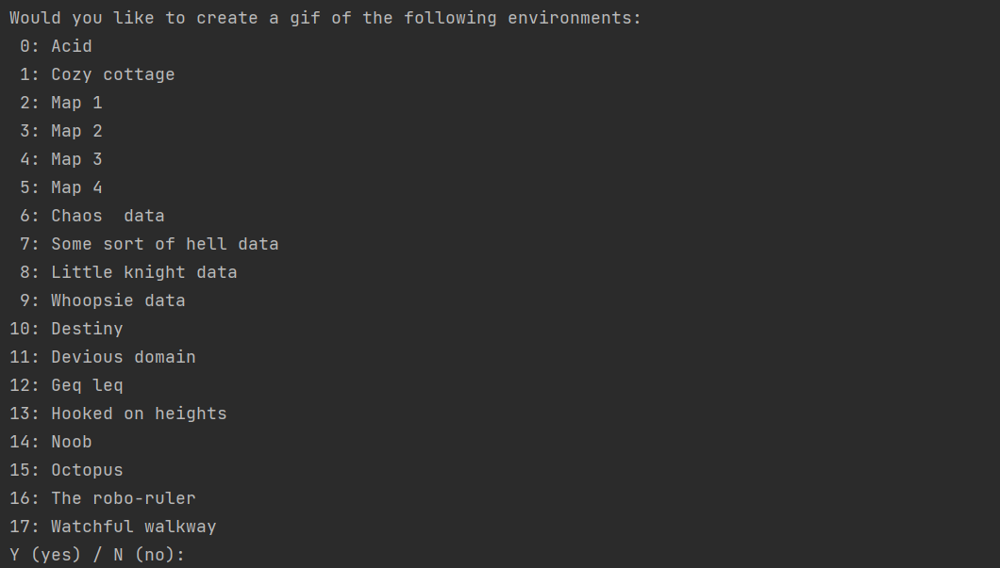 Would you like to create a gif of the following environments:
 0: Acid
 1: Cozy cottage
 2: Map 1
 3: Map 2
 4: Map 3
 5: Map 4
 6: Chaos  data
 7: Some sort of hell data
 8: Little knight data
 9: Whoopsie data
10: Destiny
11: Devious domain
12: Geq leq
13: Hooked on heights
14: Noob
15: Octopus
16: The robo-ruler
17: Watchful walkway
Y (yes) / N (no):